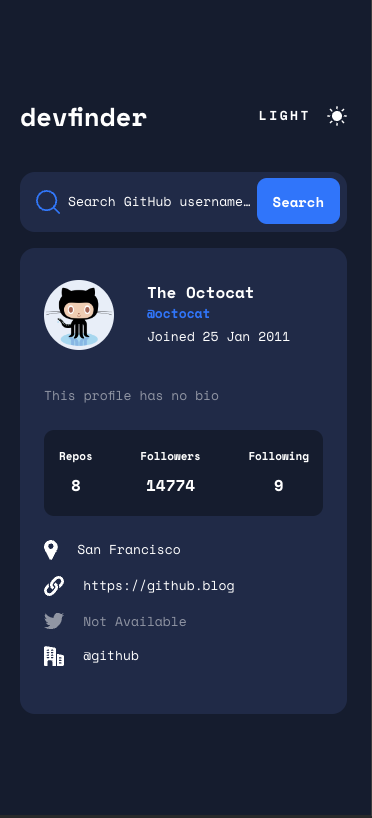 devfinder
LIGHT
Search GitHub username…
Search
The Octocat
@octocat
Joined 25 Jan 2011
This profile has no bio
Repos Followers Following
8 14774 9
San Francisco
https://github.blog
Not Available
@github